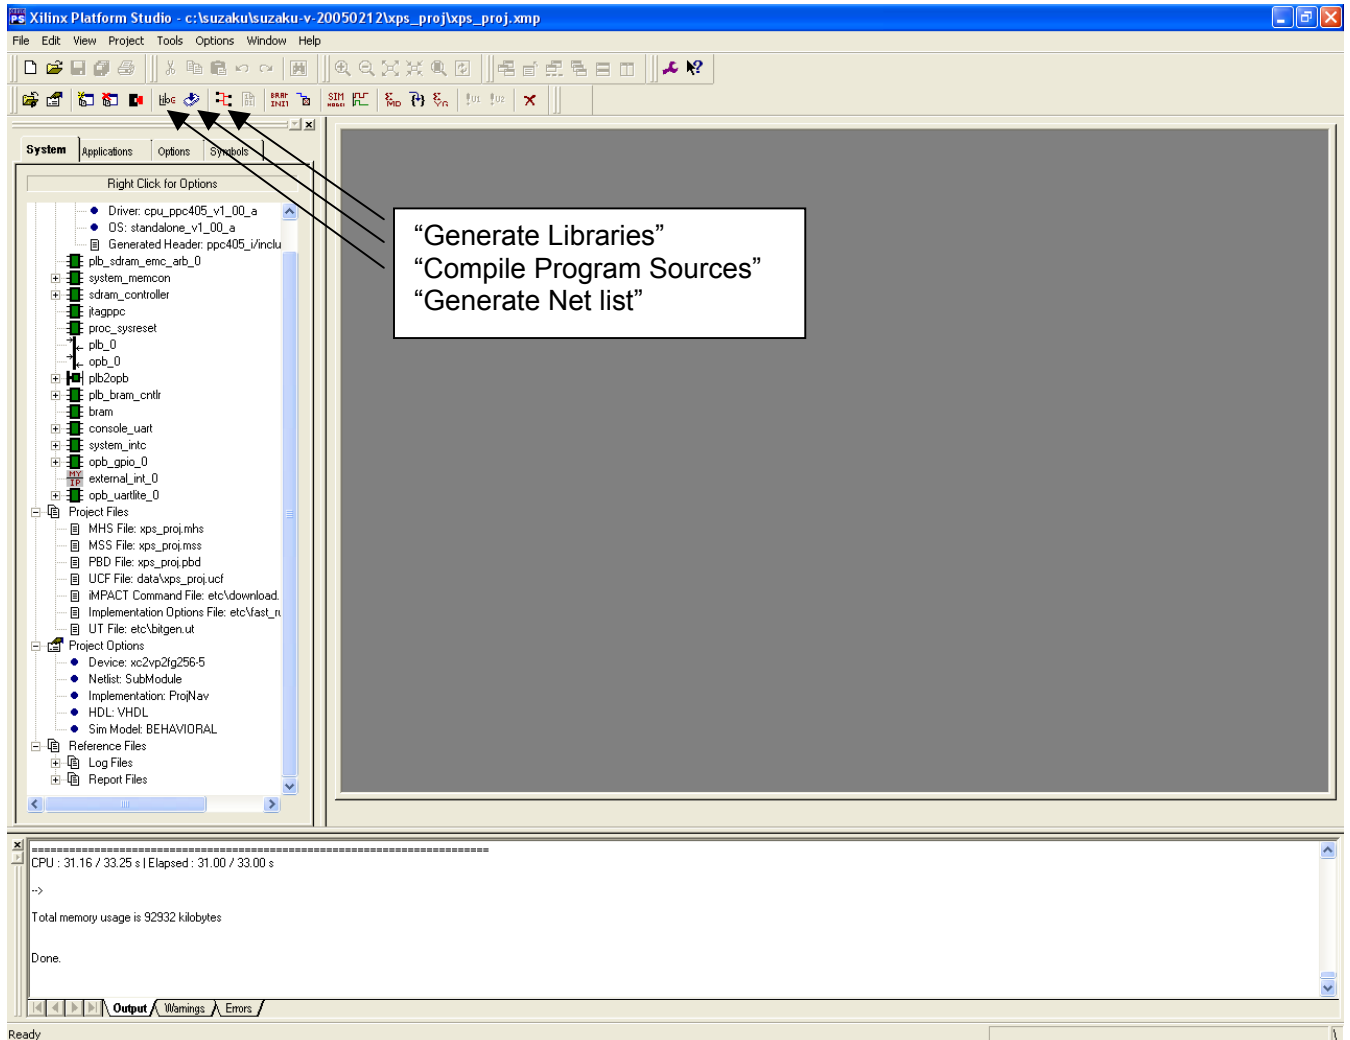 PS Xilinx Platform Studio - c:\suzaku\suzaku-v-20050212\xps_proj\xps_proj.xmp
File Edit View Project Tools Options Window Help
System Applications Options Symbols
Right Click for Options
Driver: cpu_ppc405_v1_00_a
OS: standalone_v1_00_a
Generated Header: ppc405_i/inclu
plb_sdram_emc_arb_0
system_memcon
sdram_controller
jtagppc
proc_sysreset
plb_0
opb_0
plb2opb
plb_bram_cntlr
bram
console_uart
system_intc
opb_gpio_0
MY IP external_int_0
opb_uartlite_0
Project Files
MHS File: xps_proj.mhs
MSS File: xps_proj.mss
PBD File: xps_proj.pbd
UCF File: data\xps_proj.ucf
iMPACT Command File: etc\download.
Implementation Options File: etc\fast_ru
UT File: etc\bitgen.ut
Project Options
Device: xc2vp2fg256-5
Netlist: SubModule
Implementation: ProjNav
HDL: VHDL
Sim Model: BEHAVIORAL
Reference Files
Log Files
Report Files
“Generate Libraries”
“Compile Program Sources”
“Generate Net list”
=========================================================================
CPU : 31.16 / 33.25 s | Elapsed : 31.00 / 33.00 s
-->
Total memory usage is 92932 kilobytes
Done.
Output Warnings Errors
Ready